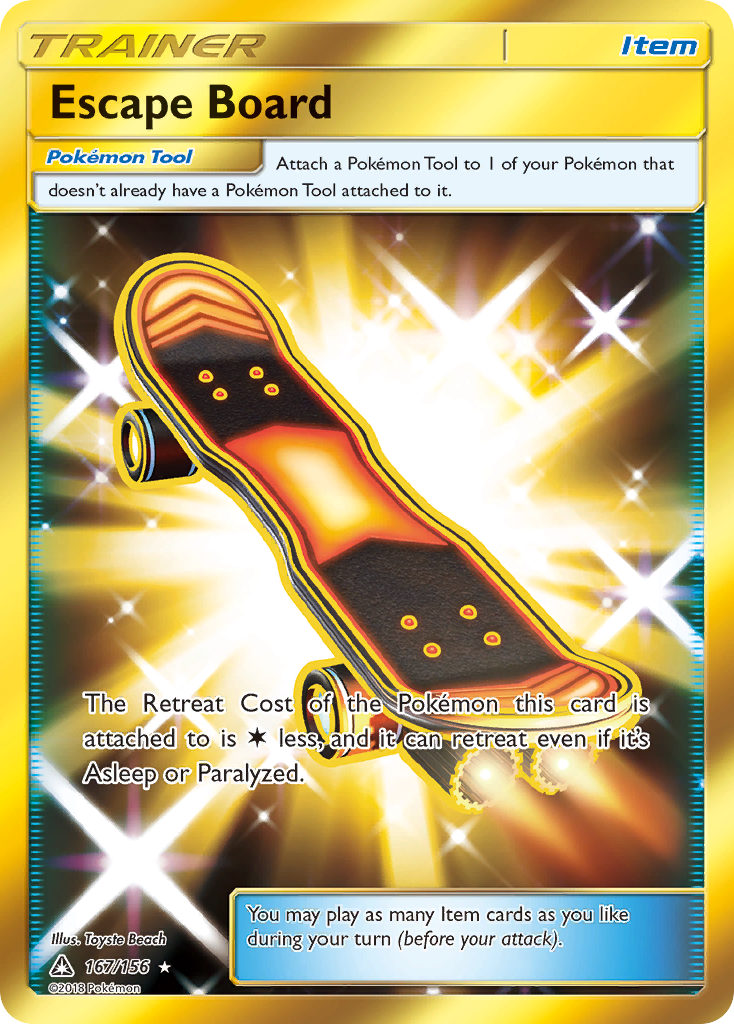 TRAINER
Item
Escape Board
Pokémon Tool
Attach a Pokémon Tool to 1 of your Pokémon that
doesn't already have a Pokémon Tool attached to it.
The Retreat Cost of the Pokémon this card is
attached to is less, and it can retreat even if it's
Asleep or Paralyzed.
You may play as many Item cards as you like
during your turn (before your attack).
Illus. Toyste Beach
167/156 ★
©2018 Pokémon